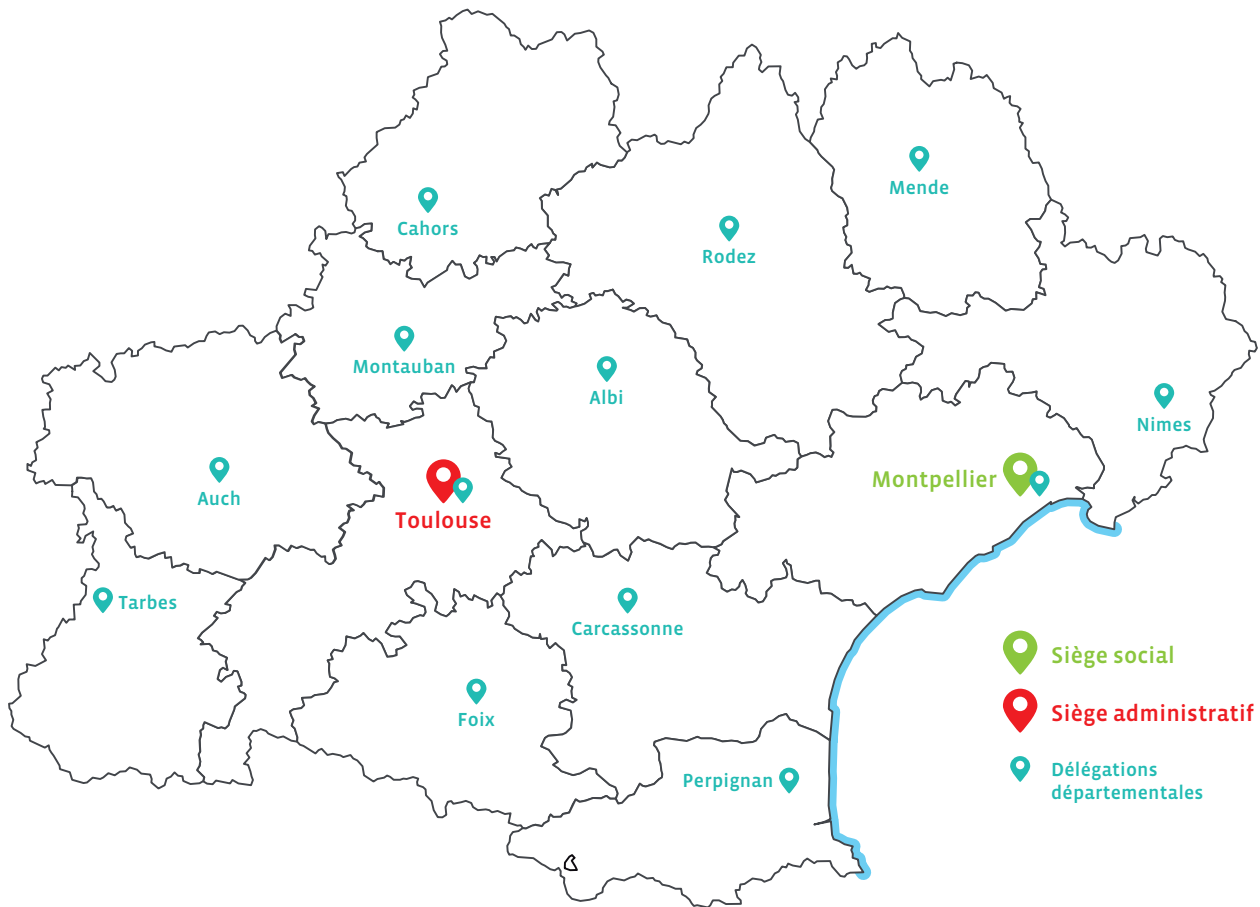 Mende
Cahors
Rodez
Montauban
Albi
Nimes
Montpellier
Auch
Toulouse
Tarbes
Carcassonne
Siège social
Siège administratif
Foix
Perpignan
Délégations
départementales